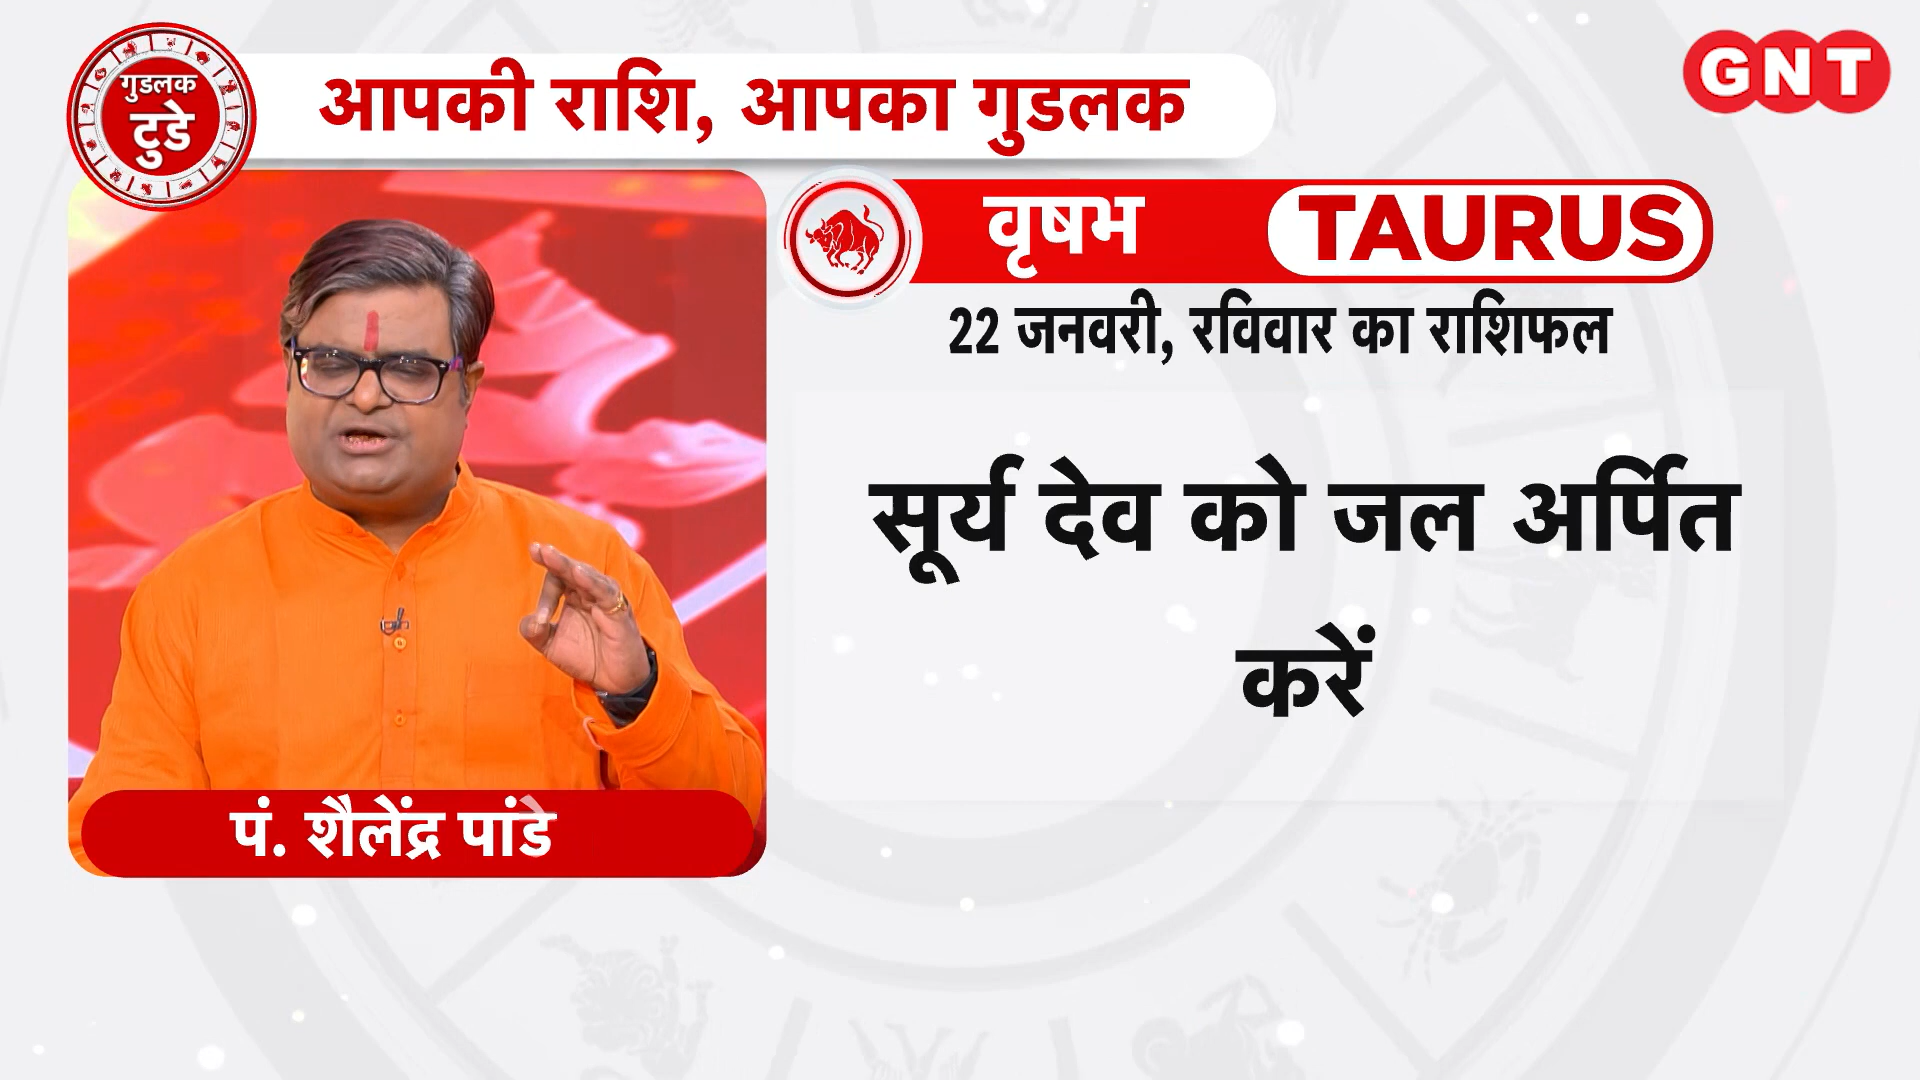 गुडलक
टुडे
आपकी राशि, आपका गुडलक
GNT
वृषभ
TAURUS
22 जनवरी, रविवार का राशिफल
सूर्य देव को जल अर्पित
करें
पं. शैलेंद्र पांडे